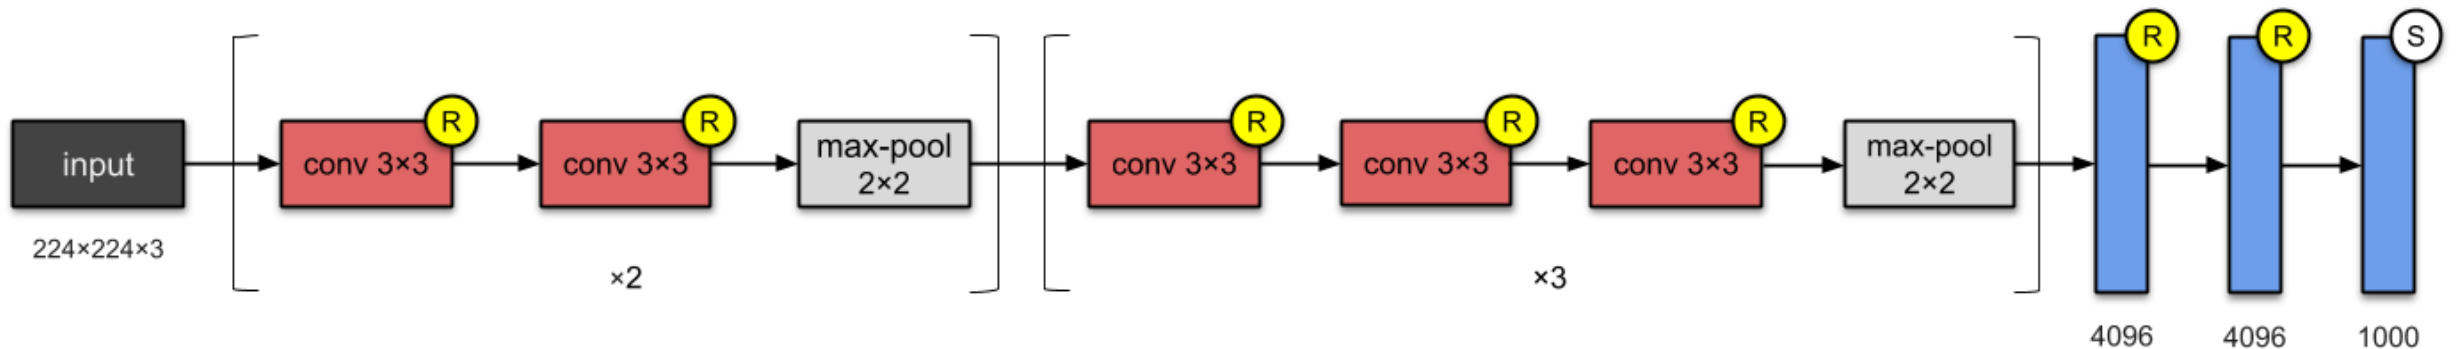 input
224×224×3
conv 3×3
R
conv 3×3
R
max-pool
2×2
×2
conv 3×3
R
conv 3×3
R
conv 3×3
R
max-pool
2×2
×3
R
4096
R
4096
S
1000